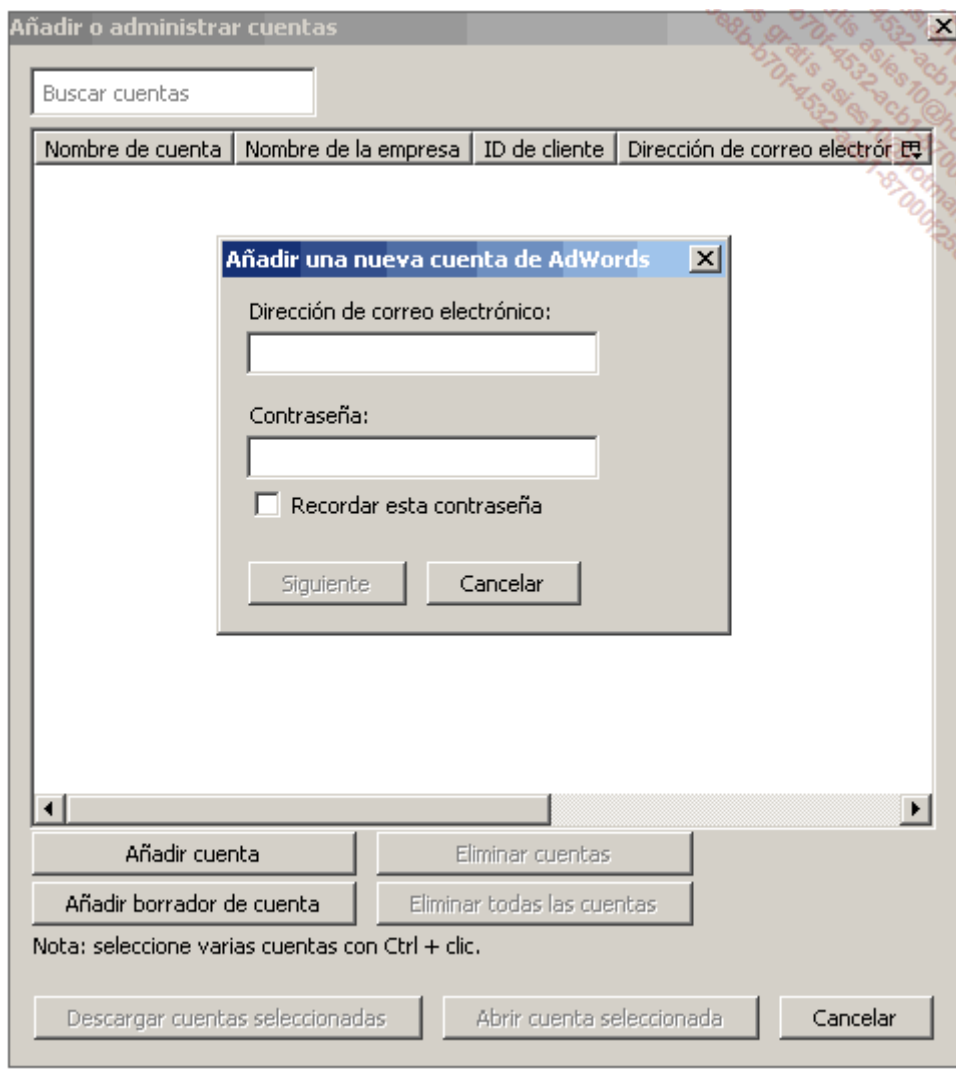 Añadir o administrar cuentas
Buscar cuentas
Nombre de cuenta Nombre de la empresa ID de cliente Dirección de correo electrór
Añadir una nueva cuenta de AdWords
Dirección de correo electrónico:
Contraseña:
Recordar esta contraseña
Siguiente Cancelar
Añadir cuenta Eliminar cuentas
Añadir borrador de cuenta Eliminar todas las cuentas
Nota: seleccione varias cuentas con Ctrl + clic.
Descargar cuentas seleccionadas Abrir cuenta seleccionada Cancelar